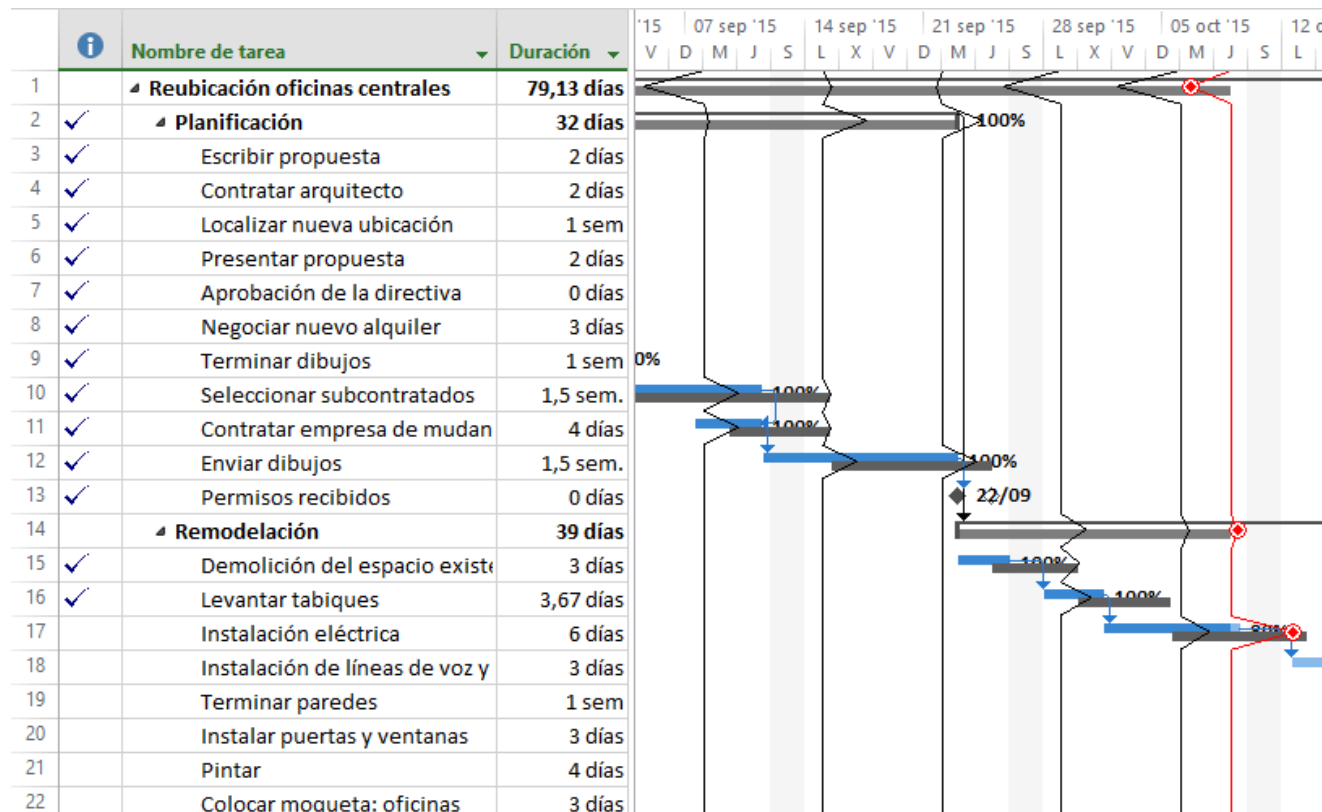 '15 07 sep '15 14 sep '15 21 sep '15 28 sep '15 05 oct '15 12
Nombre de tarea Duración V D M J S L X V D M J S L X V D M J S L
1 Reubicación oficinas centrales 79,13 días
2 Planificación 32 días 100%
3 Escribir propuesta 2 días
4 Contratar arquitecto 2 días
5 Localizar nueva ubicación 1 sem
6 Presentar propuesta 2 días
7 Aprobación de la directiva 0 días
8 Negociar nuevo alquiler 3 días
9 Terminar dibujos 1 sem 0%
10 Seleccionar subcontratados 1,5 sem. 100%
11 Contratar empresa de mudan 4 días 100%
12 Enviar dibujos 1,5 sem. 100%
13 Permisos recibidos 0 días 22/09
14 Remodelación 39 días
15 Demolición del espacio existe 3 días 100%
16 Levantar tabiques 3,67 días 100%
17 Instalación eléctrica 6 días 80%
18 Instalación de líneas de voz y 3 días
19 Terminar paredes 1 sem
20 Instalar puertas y ventanas 3 días
21 Pintar 4 días
22 Colocar moqueta: oficinas 3 días